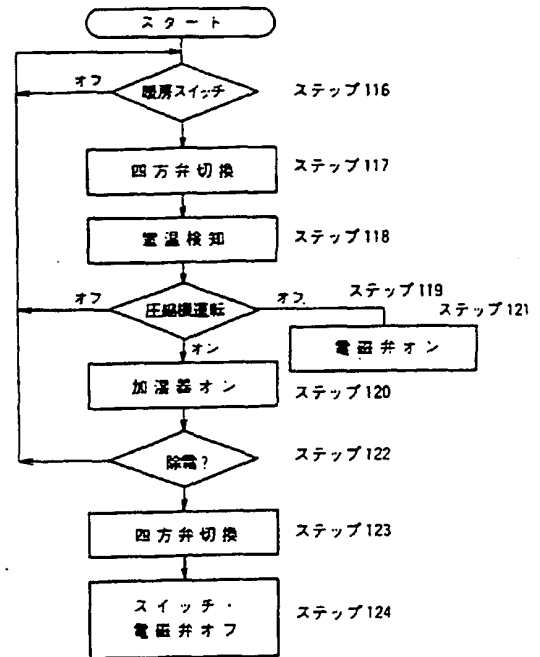 スタート
オフ
暖房スイッチ
ステップ116
四方弁切換
ステップ117
室温検知
ステップ118
オフ
圧縮機運転
オフ
ステップ119
ステップ121
オン
電磁弁オン
加湿器オン
ステップ120
除霜?
ステップ122
四方弁切換
ステップ123
スイッチ・
電磁弁オフ
ステップ124